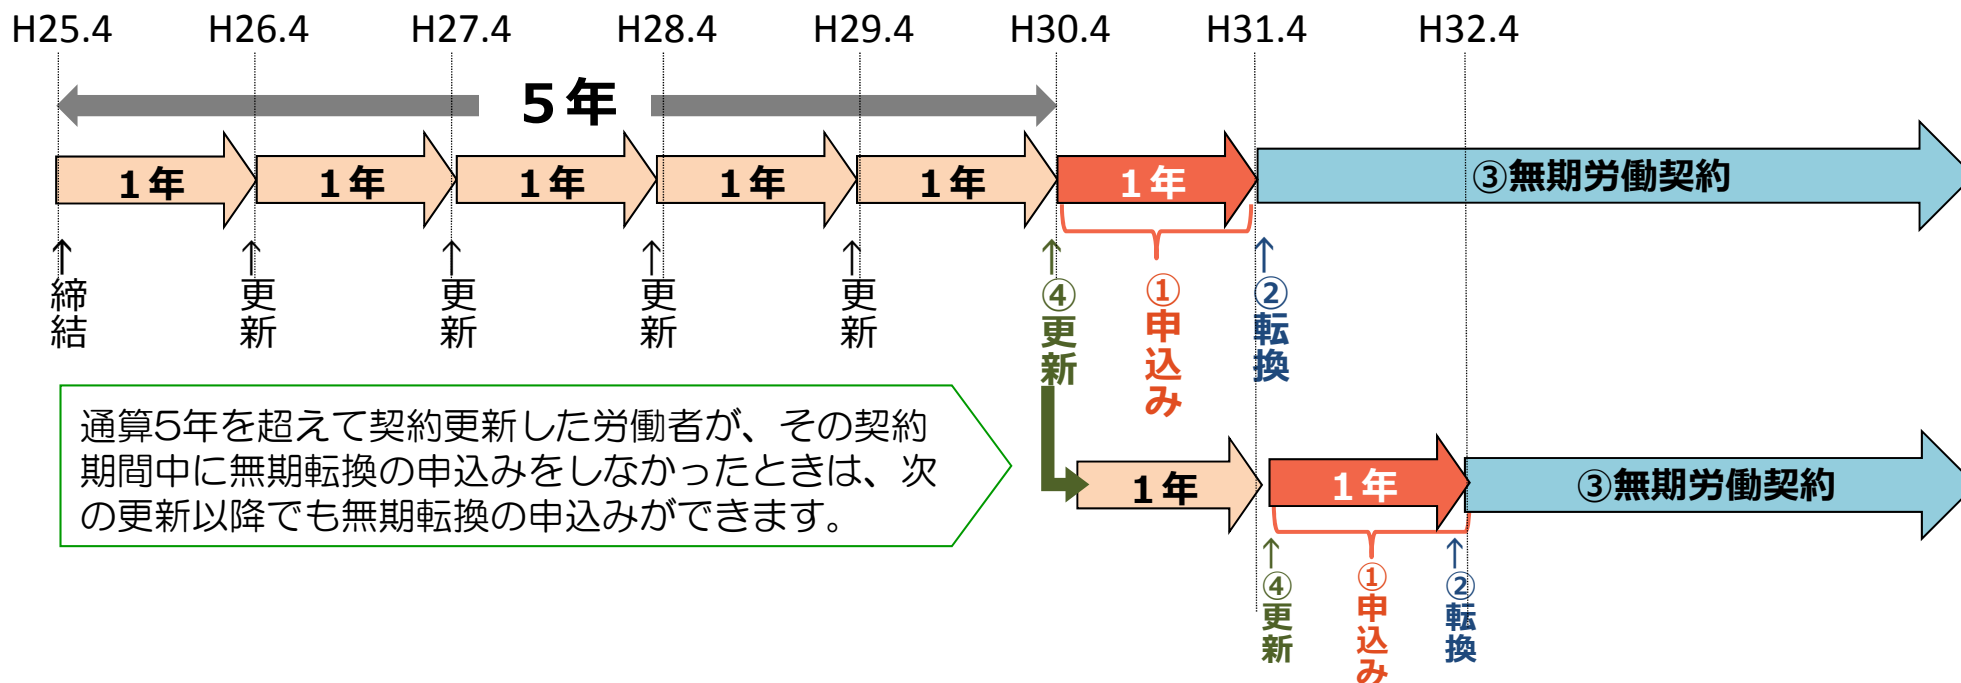 H25.4
H26.4
H27.4
H28.4
H29.4
H30.4
H31.4
H32.4
5年
1年
1年
1年
1年
1年
1年
③無期労働契約
↑締結
↑更新
↑更新
↑更新
↑更新
↑④更新
①申込み
↑②転換
通算5年を超えて契約更新した労働者が、その契約
期間中に無期転換の申込みをしなかったときは、次
の更新以降でも無期転換の申込みができます。
1年
1年
③無期労働契約
↑④更新
①申込み
↑②転換